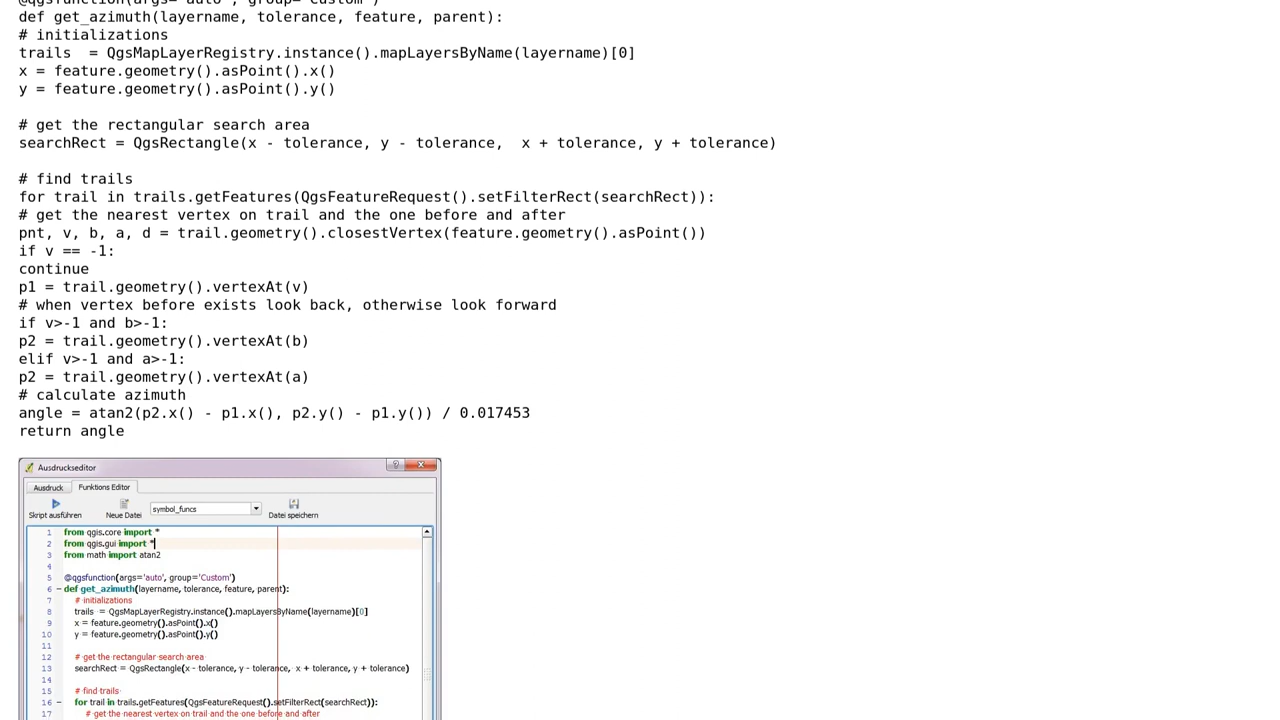 @qgsfunction(args='auto', group='Custom')
def get_azimuth(layername, tolerance, feature, parent):
# initializations
trails  = QgsMapLayerRegistry.instance().mapLayersByName(layername)[0]
x = feature.geometry().asPoint().x()
y = feature.geometry().asPoint().y()
# get the rectangular search area
searchRect = QgsRectangle(x - tolerance, y - tolerance,  x + tolerance, y + tolerance)
# find trails
for trail in trails.getFeatures(QgsFeatureRequest().setFilterRect(searchRect)):
# get the nearest vertex on trail and the one before and after
pnt, v, b, a, d = trail.geometry().closestVertex(feature.geometry().asPoint())
if v == -1:
continue
p1 = trail.geometry().vertexAt(v)
# when vertex before exists look back, otherwise look forward
if v>-1 and b>-1:
p2 = trail.geometry().vertexAt(b)
elif v>-1 and a>-1:
p2 = trail.geometry().vertexAt(a)
# calculate azimuth
angle = atan2(p2.x() - p1.x(), p2.y() - p1.y()) / 0.017453
return angle
Ausdruckseditor
Ausdruck Funktions Editor
Skript ausführen Neue Datei symbol_funcs Datei speichern
1 from qgis.core import *
2 from qgis.gui import *
3 from math import atan2
4
5 @qgsfunction(args='auto', group='Custom')
6 def get_azimuth(layername, tolerance, feature, parent):
7 # initializations
8 trails = QgsMapLayerRegistry.instance().mapLayersByName(layername)[0]
9 x = feature.geometry().asPoint().x()
10 y = feature.geometry().asPoint().y()
11
12 # get the rectangular search area
13 searchRect = QgsRectangle(x - tolerance, y - tolerance, x + tolerance, y + tolerance)
14
15 # find trails
16 for trail in trails.getFeatures(QgsFeatureRequest().setFilterRect(searchRect)):
17 # get the nearest vertex on trail and the one before and after